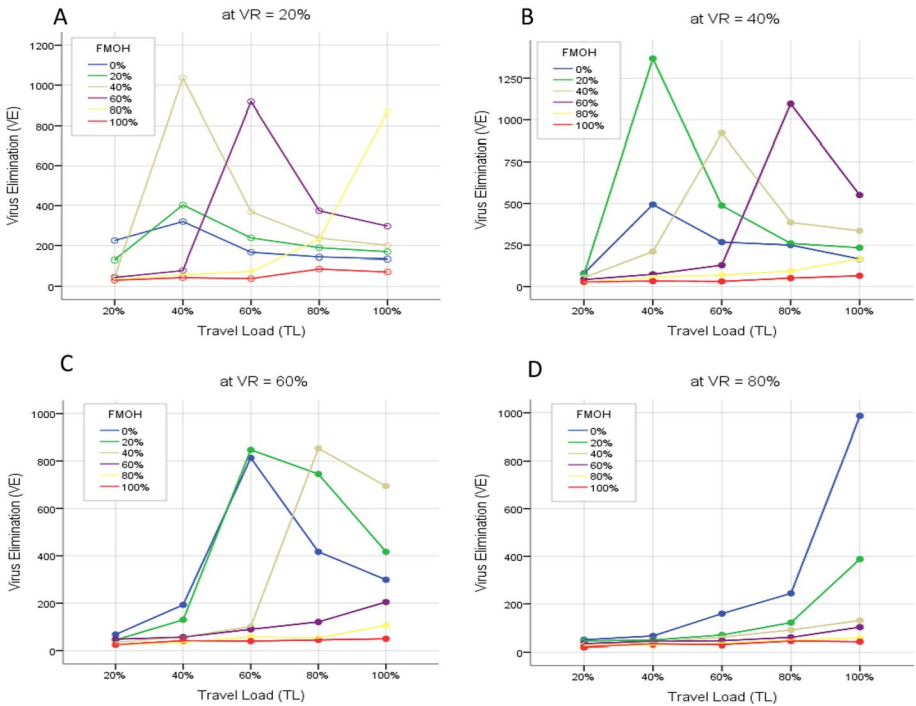 A
at VR = 20%
Virus Elimination (VE)
1200
1000
800
600
400
200
0
FMOH
0%
20%
40%
60%
80%
100%
20% 40% 60% 80% 100%
Travel Load (TL)
B
at VR = 40%
Virus Elimination (VE)
1250
1000
750
500
250
0
FMOH
0%
20%
40%
60%
80%
100%
20% 40% 60% 80% 100%
Travel Load (TL)
C
at VR = 60%
Virus Elimination (VE)
1000
800
600
400
200
0
FMOH
0%
20%
40%
60%
80%
100%
20% 40% 60% 80% 100%
Travel Load (TL)
D
at VR = 80%
Virus Elimination (VE)
1000
800
600
400
200
0
FMOH
0%
20%
40%
60%
80%
100%
20% 40% 60% 80% 100%
Travel Load (TL)